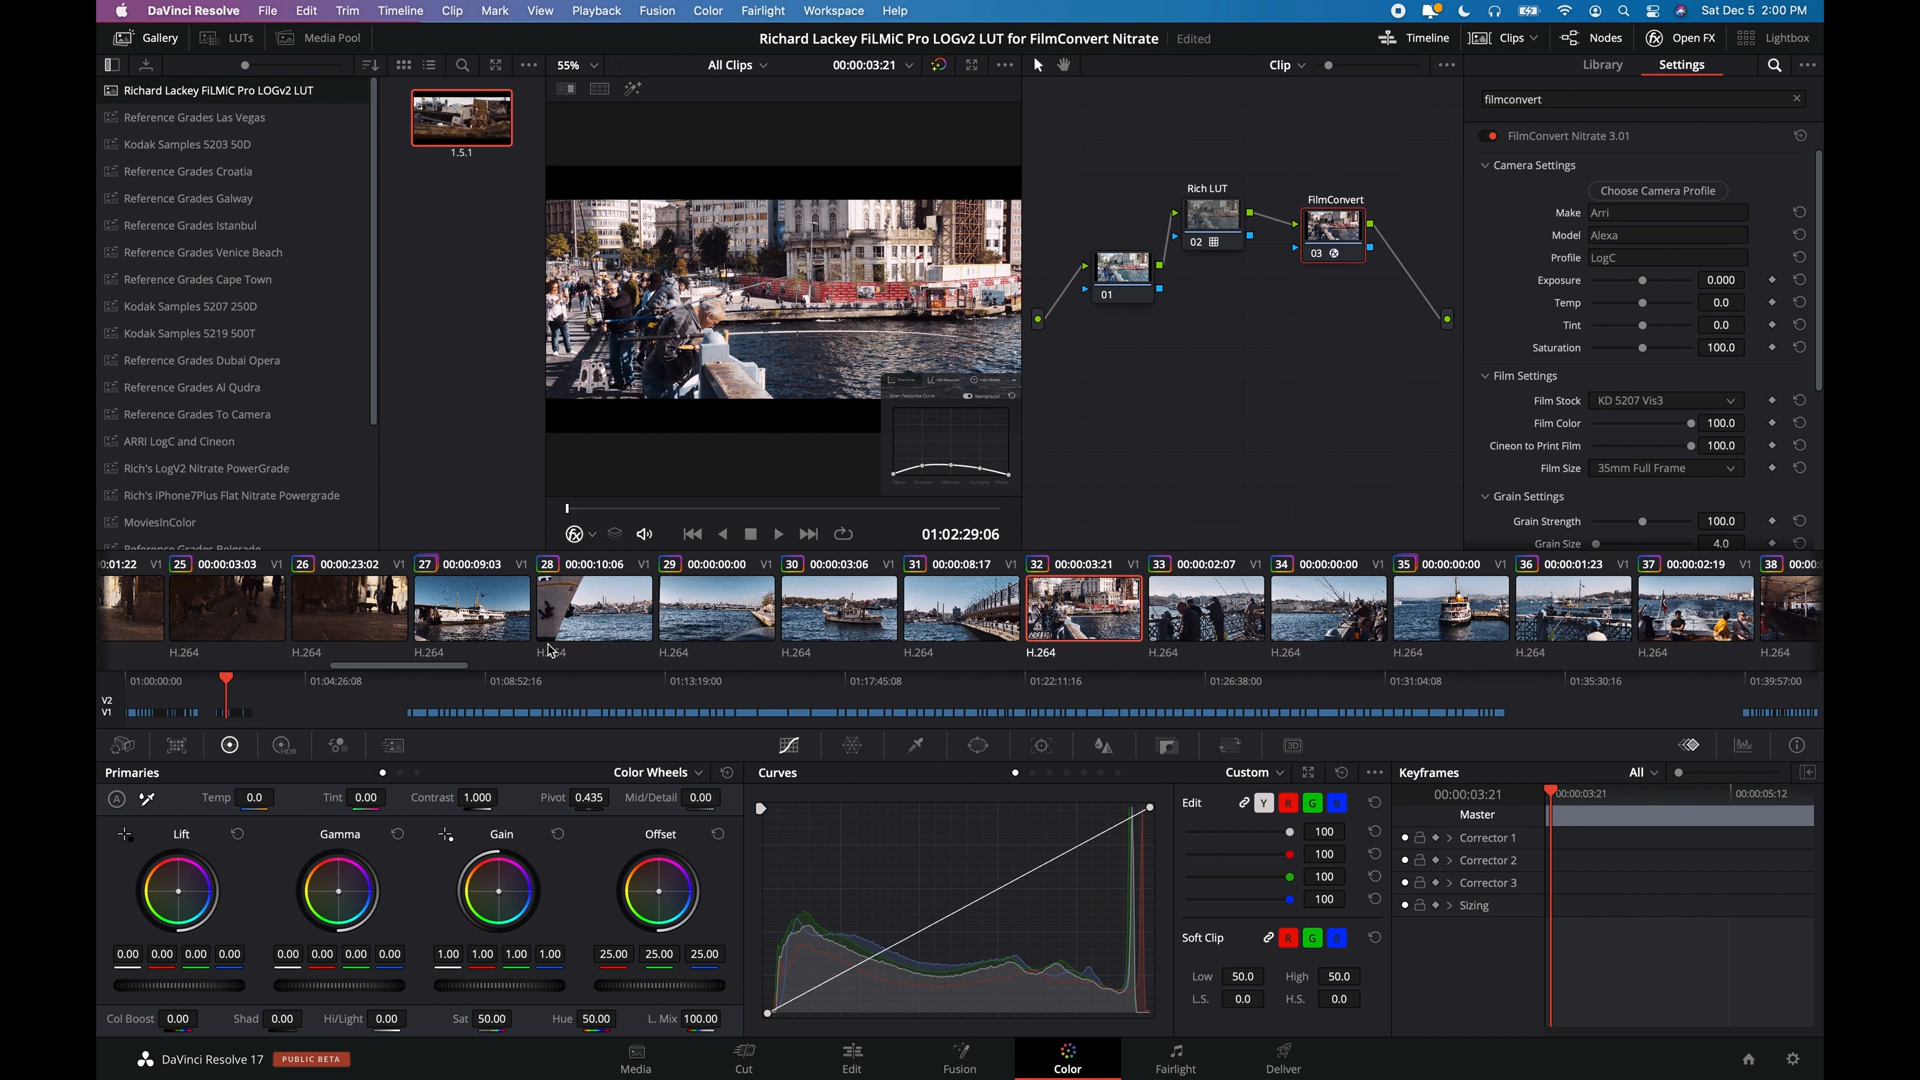 DaVinci Resolve File Edit Trim Timeline Clip Mark View Playback Fusion Color Fairlight Workspace Help Sat Dec 5 2:00 PM
Gallery LUTs Media Pool Richard Lackey FiLMiC Pro LOGv2 LUT for FilmConvert Nitrate Edited Timeline Clips Nodes Open FX Lightbox
55% All Clips 00:00:03:21 Clip Library Settings
Richard Lackey FiLMiC Pro LOGv2 LUT
Reference Grades Las Vegas
Kodak Samples 5203 50D
Reference Grades Croatia
Reference Grades Galway
Reference Grades Istanbul
Reference Grades Venice Beach
Reference Grades Cape Town
Kodak Samples 5207 250D
Kodak Samples 5219 500T
Reference Grades Dubai Opera
Reference Grades Al Qudra
Reference Grades To Camera
ARRI LogC and Cineon
Rich's LogV2 Nitrate PowerGrade
Rich's iPhone7Plus Flat Nitrate Powergrade
MoviesInColor
Reference Grades Belgrade
1.5.1
01:02:29:06
Rich LUT
02
FilmConvert
03
01
filmconvert
FilmConvert Nitrate 3.01
Camera Settings
Choose Camera Profile
Make Arri
Model Alexa
Profile LogC
Exposure 0.000
Temp 0.0
Tint 0.0
Saturation 100.0
Film Settings
Film Stock KD 5207 Vis3
Film Color 100.0
Cineon to Print Film 100.0
Film Size 35mm Full Frame
Grain Settings
Grain Strength 100.0
Grain Size 4.0
0:01:22 V1 25 00:00:03:03 V1 26 00:00:23:02 V1 27 00:00:09:03 V1 28 00:00:10:06 V1 29 00:00:00:00 V1 30 00:00:03:06 V1 31 00:00:08:17 V1 32 00:00:03:21 V1 33 00:00:02:07 V1 34 00:00:00:00 V1 35 00:00:00:00 V1 36 00:00:01:23 V1 37 00:00:02:19 V1 38 00:00:
H.264 H.264 H.264 H.264 H.264 H.264 H.264 H.264 H.264 H.264 H.264 H.264 H.264 H.264
01:00:00:00 01:04:26:08 01:08:52:16 01:13:19:00 01:17:45:08 01:22:11:16 01:26:38:00 01:31:04:08 01:35:30:16 01:39:57:00
V2
V1
HDR 3D
Primaries Color Wheels
A Temp 0.0 Tint 0.00 Contrast 1.000 Pivot 0.435 Mid/Detail 0.00
Lift Gamma Gain Offset
0.00 0.00 0.00 0.00 0.00 0.00 0.00 0.00 1.00 1.00 1.00 1.00 25.00 25.00 25.00
Col Boost 0.00 Shad 0.00 Hi/Light 0.00 Sat 50.00 Hue 50.00 L. Mix 100.00
Curves Custom
Edit Y R G B
100
100
100
100
Soft Clip R G B
Low 50.0 High 50.0
L.S. 0.0 H.S. 0.0
Keyframes All
00:00:03:21 00:00:03:21 00:00:05:12
Master
Corrector 1
Corrector 2
Corrector 3
Sizing
DaVinci Resolve 17 PUBLIC BETA Media Cut Edit Fusion Color Fairlight Deliver